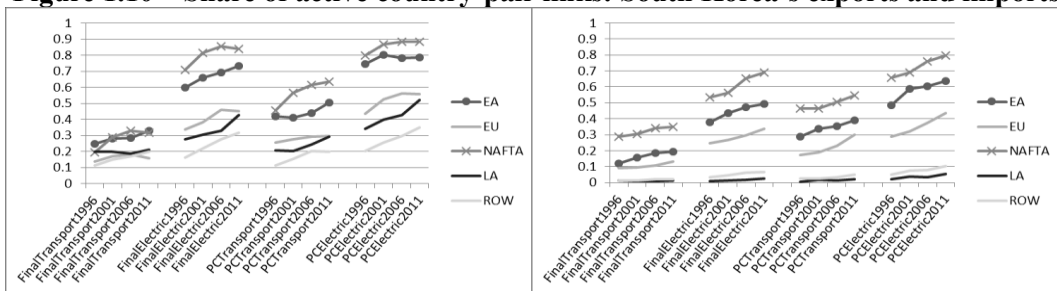 Figure 1.10 Share of active country-pair links: South Korea's exports and imports
1
0.9
0.8
0.7
0.6
0.5
0.4
0.3
0.2
0.1
0
FinalTransport1996
FinalTransport2001
FinalTransport2006
FinalTransport2011
FinalElectric1996
FinalElectric2001
FinalElectric2006
FinalElectric2011
PCTransport1996
PCTransport2001
PCTransport2006
PCTransport2011
PCElectric1996
PCElectric2001
PCElectric2006
PCElectric2011
EA
EU
NAFTA
LA
ROW
1
0.9
0.8
0.7
0.6
0.5
0.4
0.3
0.2
0.1
0
FinalTransport1996
FinalTransport2001
FinalTransport2006
FinalTransport2011
FinalElectric1996
FinalElectric2001
FinalElectric2006
FinalElectric2011
PCTransport1996
PCTransport2001
PCTransport2006
PCTransport2011
PCElectric1996
PCElectric2001
PCElectric2006
PCElectric2011
EA
EU
NAFTA
LA
ROW